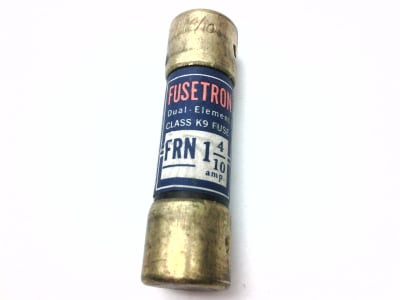 FUSETRON
Dual-Element
CLASS K9 FUSE
FRN 1 4/10
amp